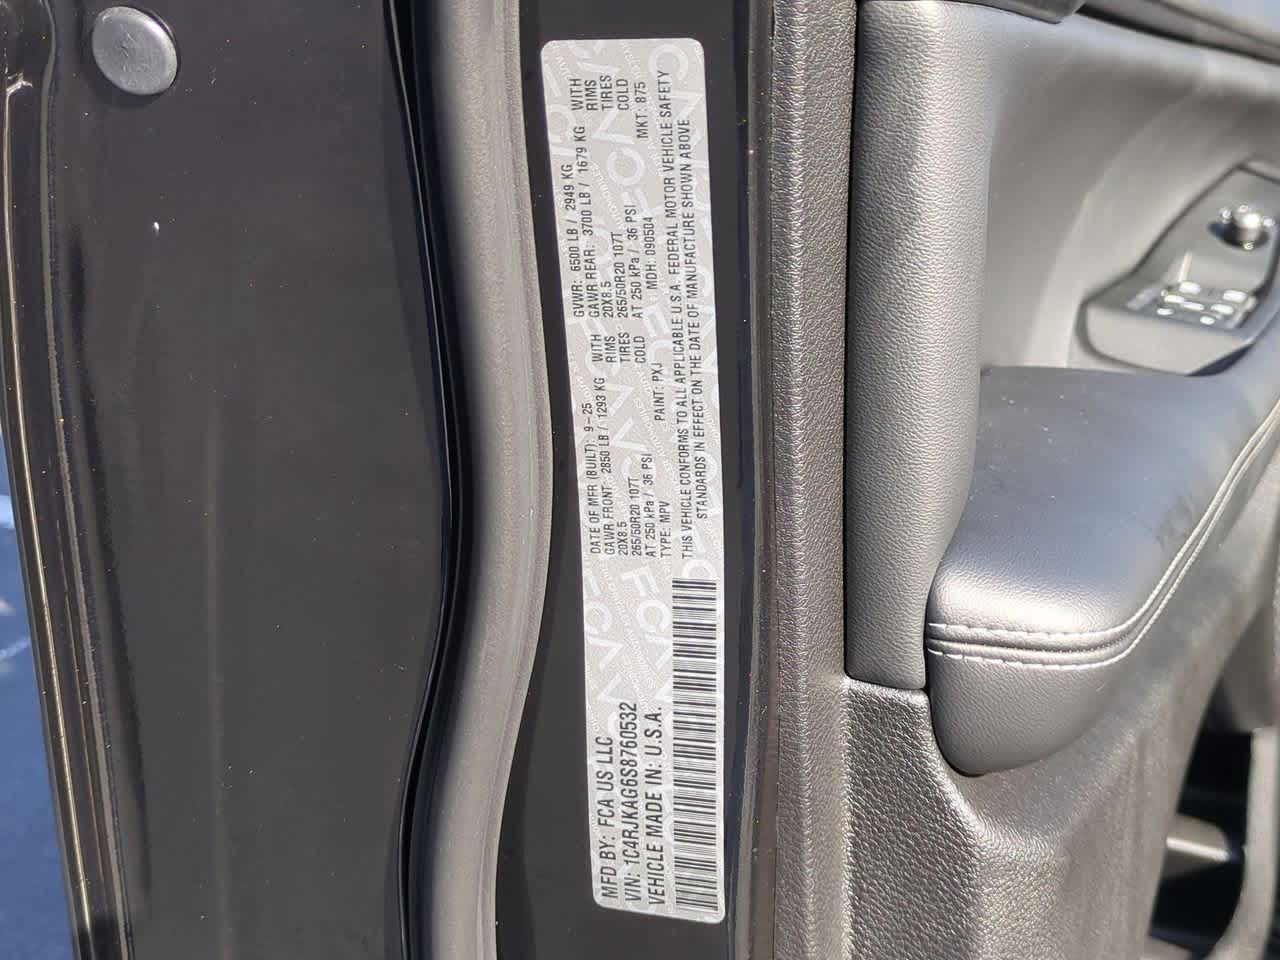 MFD BY: FCA US LLC
VIN: 1C4RJKAG6S8760532
VEHICLE MADE IN: U.S.A.
DATE OF MFR (BUILT): 9-25 GVWR: 6500 LB / 2949 KG
GAWR FRONT: 2850 LB / 1293 KG WITH GAWR REAR: 3700 LB / 1679 KG WITH
20X8.5 RIMS 20X8.5 RIMS
265/50R20 107T TIRES 265/50R20 107T TIRES
AT 250 kPa / 36 PSI COLD AT 250 kPa / 36 PSI COLD
TYPE: MPV PAINT: PXJ MDH: 090504 MKT: 875
THIS VEHICLE CONFORMS TO ALL APPLICABLE U.S.A. FEDERAL MOTOR VEHICLE SAFETY
STANDARDS IN EFFECT ON THE DATE OF MANUFACTURE SHOWN ABOVE.